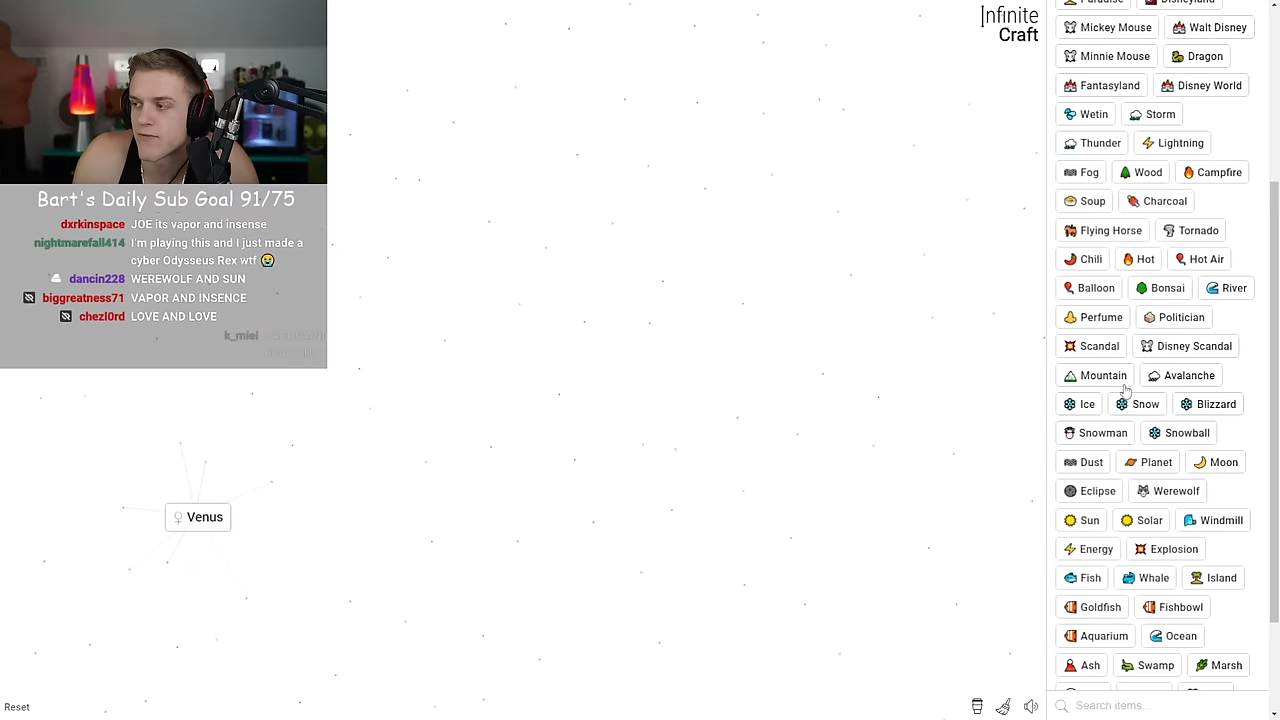 Infinite
Craft
Bart's Daily Sub Goal 91/75
dxrkinspace JOE its vapor and insense
nightmarefall414 I'm playing this and I just made a
cyber Odysseus Rex wtf 😭
dancin228 WEREWOLF AND SUN
biggreatness71 VAPOR AND INSENCE
chezl0rd LOVE AND LOVE
k_miel
Venus
Reset
Paradise Disneyland
Mickey Mouse Walt Disney
Minnie Mouse Dragon
Fantasyland Disney World
Wetin Storm
Thunder Lightning
Fog Wood Campfire
Soup Charcoal
Flying Horse Tornado
Chili Hot Hot Air
Balloon Bonsai River
Perfume Politician
Scandal Disney Scandal
Mountain Avalanche
Ice Snow Blizzard
Snowman Snowball
Dust Planet Moon
Eclipse Werewolf
Sun Solar Windmill
Energy Explosion
Fish Whale Island
Goldfish Fishbowl
Aquarium Ocean
Ash Swamp Marsh
Search items...